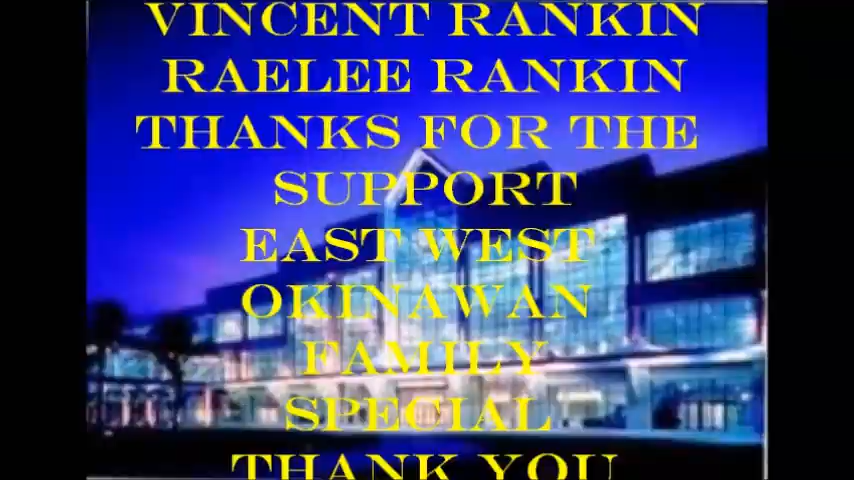 VINCENT RANKIN
RAELEE RANKIN
THANKS FOR THE
SUPPORT
EAST WEST
OKINAWAN
FAMILY
SPECIAL
THANK YOU